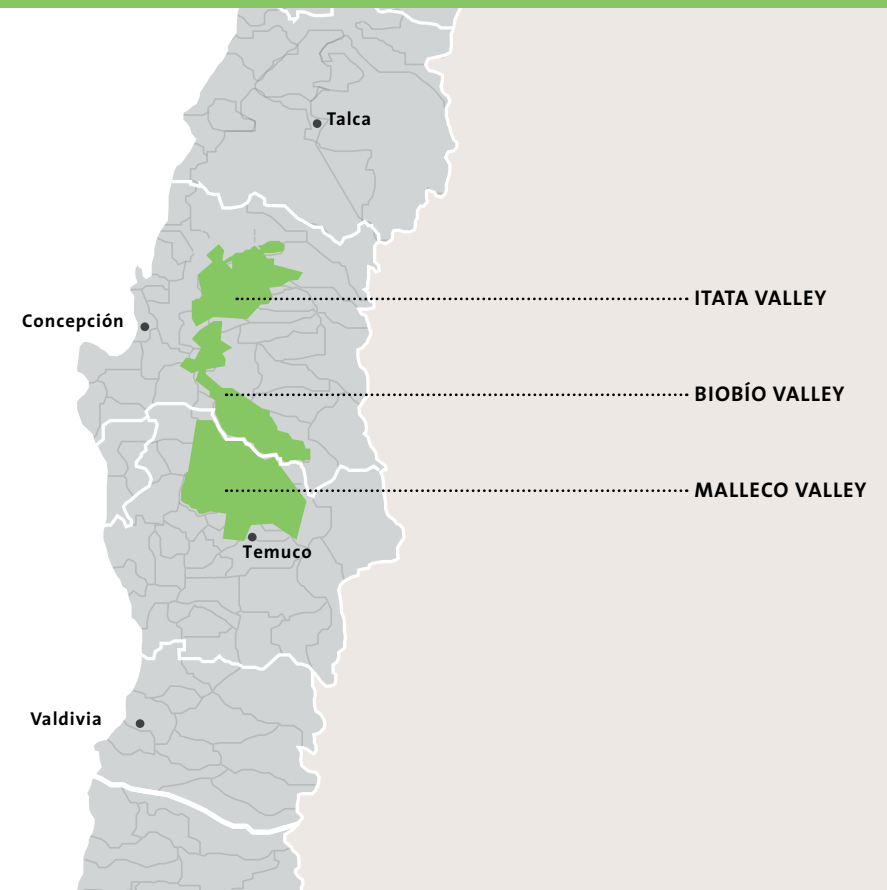 Talca
ITATA VALLEY
Concepción
BIOBÍO VALLEY
MALLECO VALLEY
Temuco
Valdivia